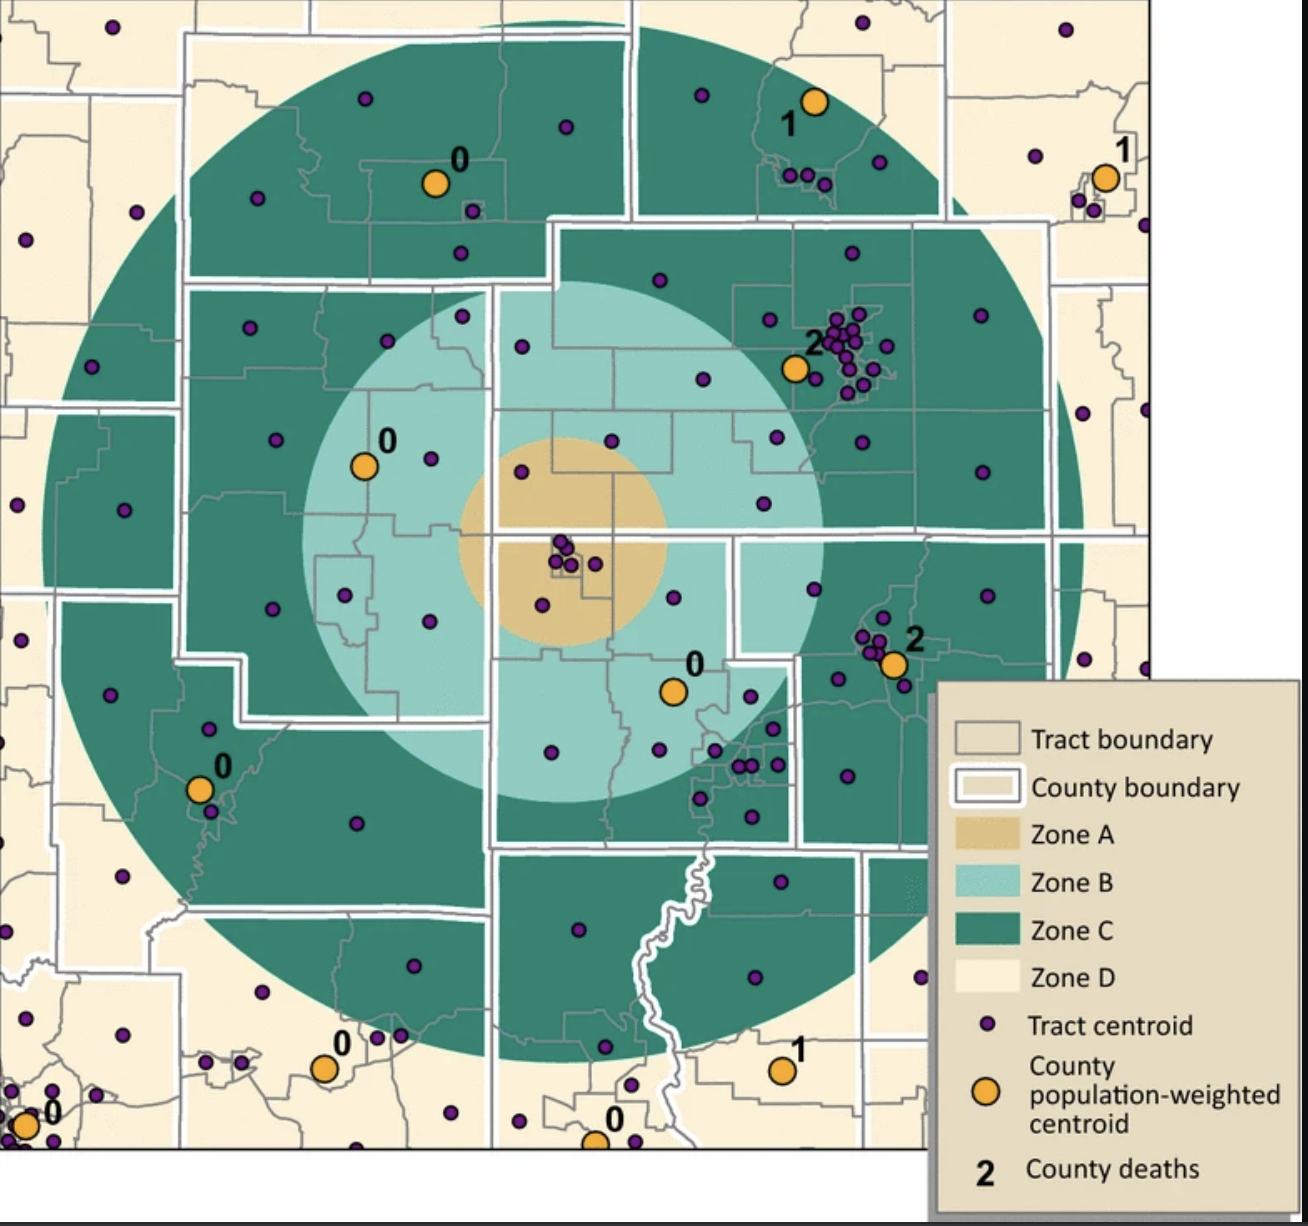 1
1
0
2
0
2
0
0
0
1
0
0
Tract boundary
County boundary
Zone A
Zone B
Zone C
Zone D
Tract centroid
County
population-weighted
centroid
2 County deaths